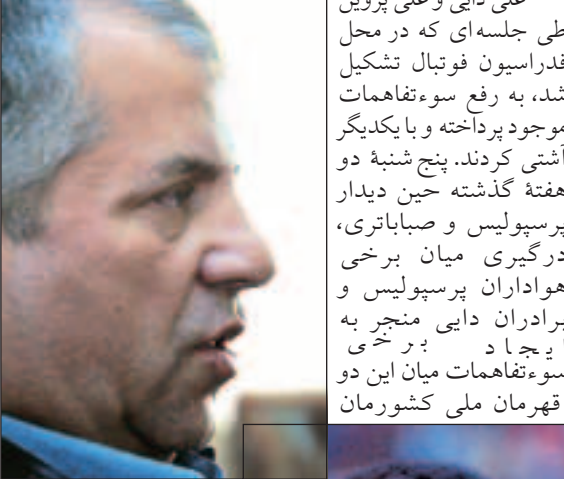 علی دایی و علی پروین
طی جلسه‌ای که در محل
فدراسیون فوتبال تشکیل
شد، به رفع سوءتفاهمات
موجود پرداخته و با یکدیگر
آشتی کردند. پنج شنبهٔ دو
هفتهٔ گذشته حین دیدار
پرسپولیس و صباباتری،
درگیری میان برخی
هواداران پرسپولیس و
برادران دایی منجر به
ایجاد برخی
سوءتفاهمات میان این دو
قهرمان ملی کشورمان